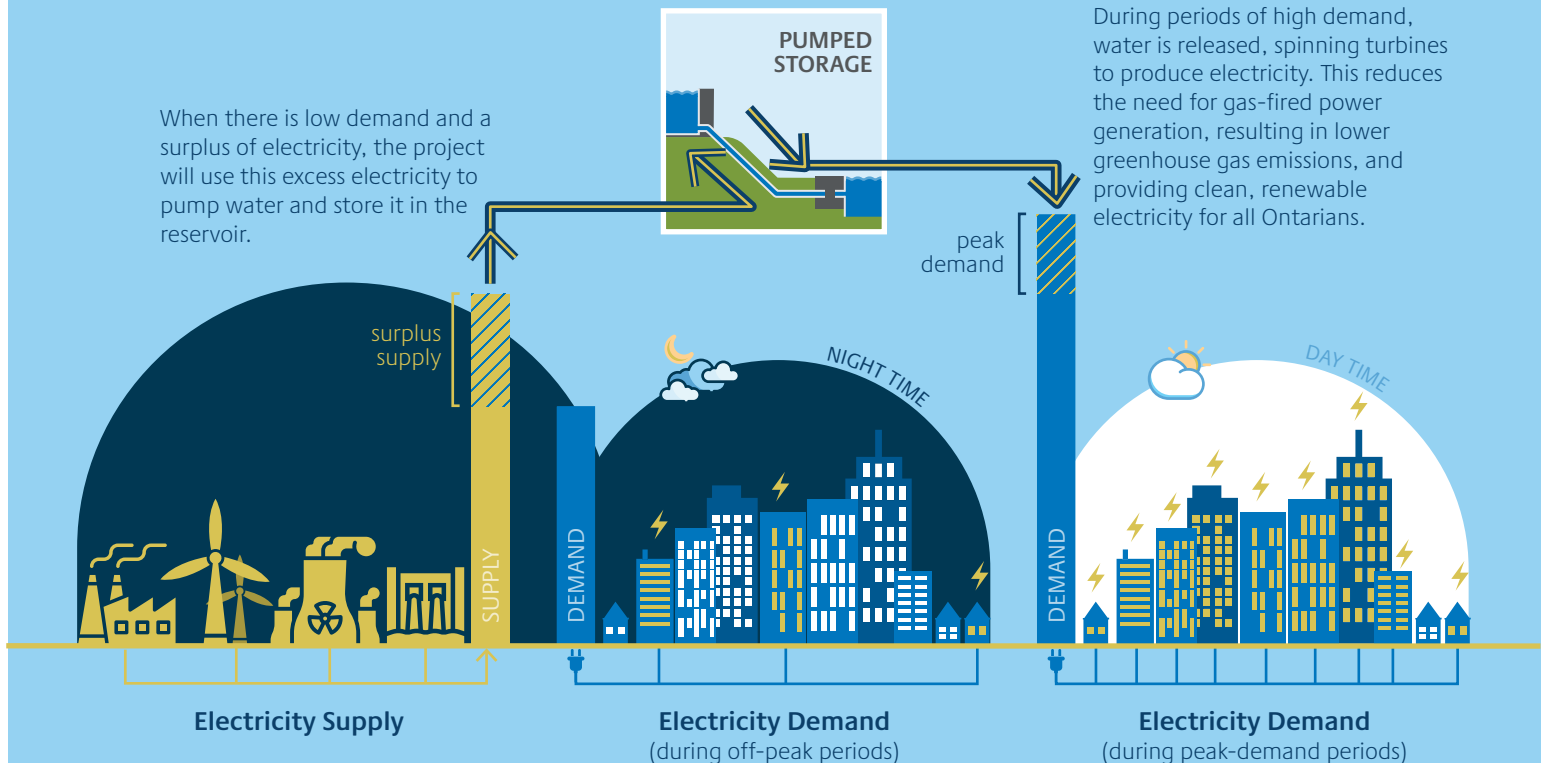 PUMPED
STORAGE
When there is low demand and a
surplus of electricity, the project
will use this excess electricity to
pump water and store it in the
reservoir.
During periods of high demand,
water is released, spinning turbines
to produce electricity. This reduces
the need for gas-fired power
generation, resulting in lower
greenhouse gas emissions, and
providing clean, renewable
electricity for all Ontarians.
surplus
supply
peak
demand
NIGHT TIME
DAY TIME
SUPPLY
DEMAND
DEMAND
Electricity Supply
Electricity Demand
(during off-peak periods)
Electricity Demand
(during peak-demand periods)